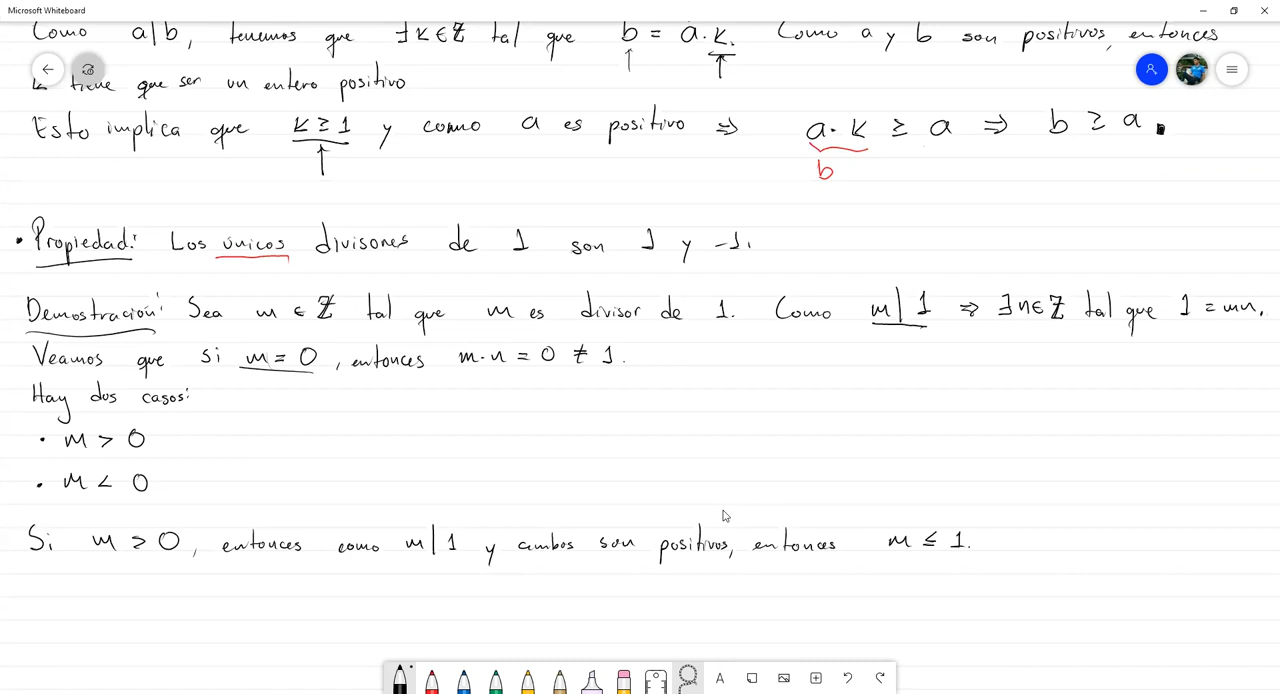 Microsoft Whiteboard
Como a|b, tenemos que ∃ K ∈ ℤ tal que b = a·k. Como a y b son positivos, entonces
tiene que ser un entero positivo
Esto implica que K ≥ 1 y como a es positivo ⇒ a·k ≥ a ⇒ b ≥ a.
b
• Propiedad: Los únicos divisores de 1 son 1 y -1.
Demostración: Sea m ∈ ℤ tal que m es divisor de 1. Como m|1 ⇒ ∃ n ∈ ℤ tal que 1 = mn.
Veamos que si m = 0, entonces m·n = 0 ≠ 1.
Hay dos casos:
• m > 0
• m < 0
Si m > 0, entonces como m|1 y ambos son positivos, entonces m ≤ 1.